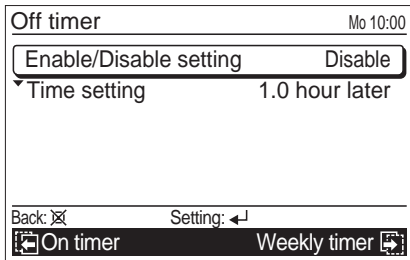 Off timer Mo 10:00
Enable/Disable setting Disable
Time setting 1.0 hour later
Back: Setting:
On timer Weekly timer